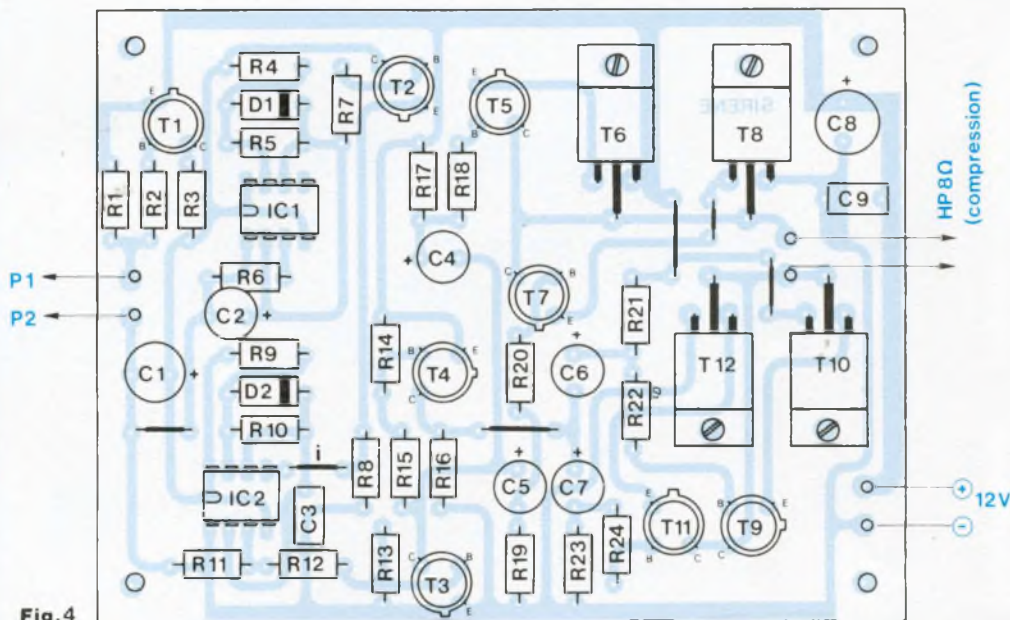 R4
D1
R5
R7
T2
T5
T6
T8
C8
+
SIRENE
T1
E
B
C
C
B
E
E
B
C
R1
R2
R3
IC1
R17
R18
C9
HP 8Ω
(compression)
P1
P2
R6
C2
+
+
C4
C
B
T7
E
R21
C1
+
R9
D2
R10
R14
B
E
T4
C
R20
C6
+
R22
T12
T10
i
R8
R15
R16
+
C5
+
C7
IC2
C3
E
T11
B
C
B
E
T9
C
+
12V
−
R11
R12
R13
C
B
T3
E
R19
R23
R24
Fig.4